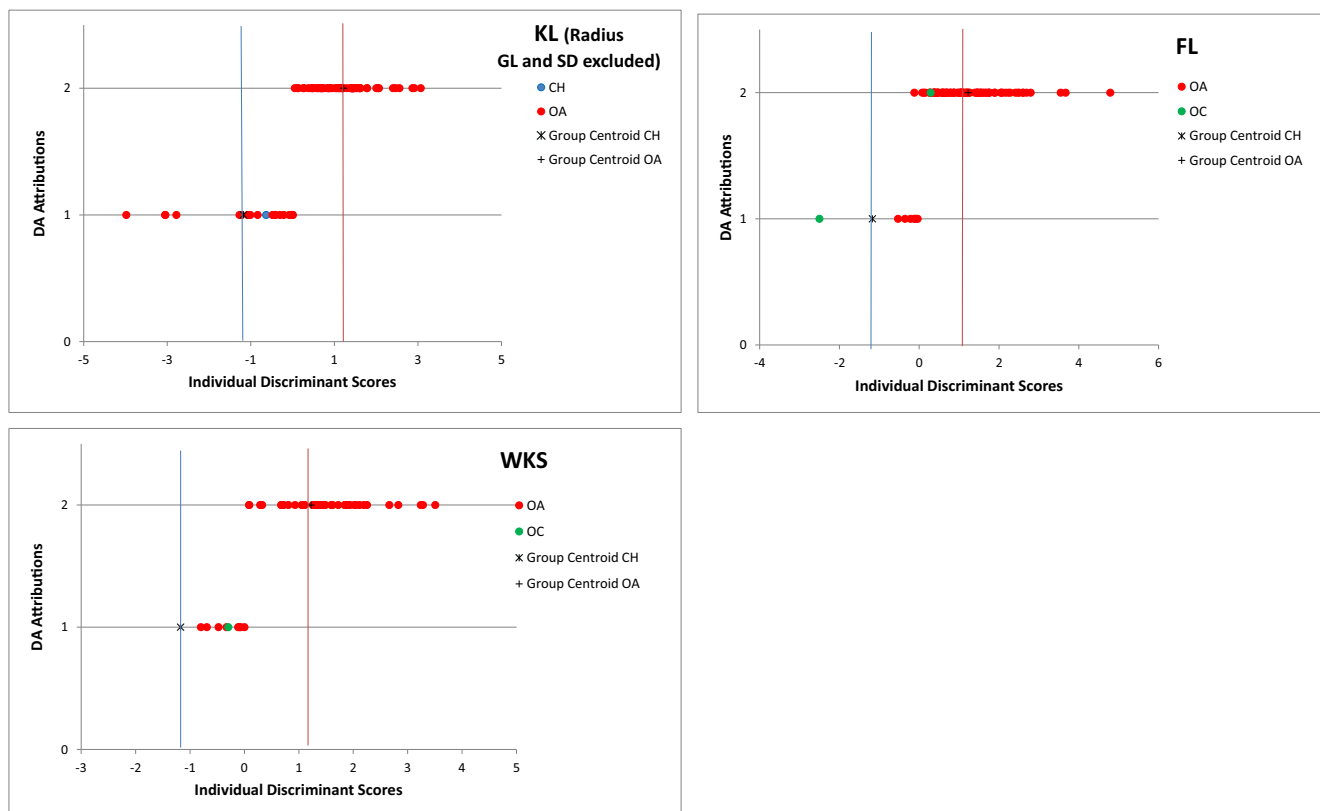 KL (Radius
GL and SD excluded)
CH
OA
Group Centroid CH
Group Centroid OA
DA Attributions
2
1
0
-5
-3
-1
1
3
5
Individual Discriminant Scores
FL
OA
OC
Group Centroid CH
Group Centroid OA
DA Attributions
2
1
0
-4
-2
0
2
4
6
Individual Discriminant Scores
WKS
OA
OC
Group Centroid CH
Group Centroid OA
DA Attributions
2
1
0
-3
-2
-1
0
1
2
3
4
5
Individual Discriminant Scores